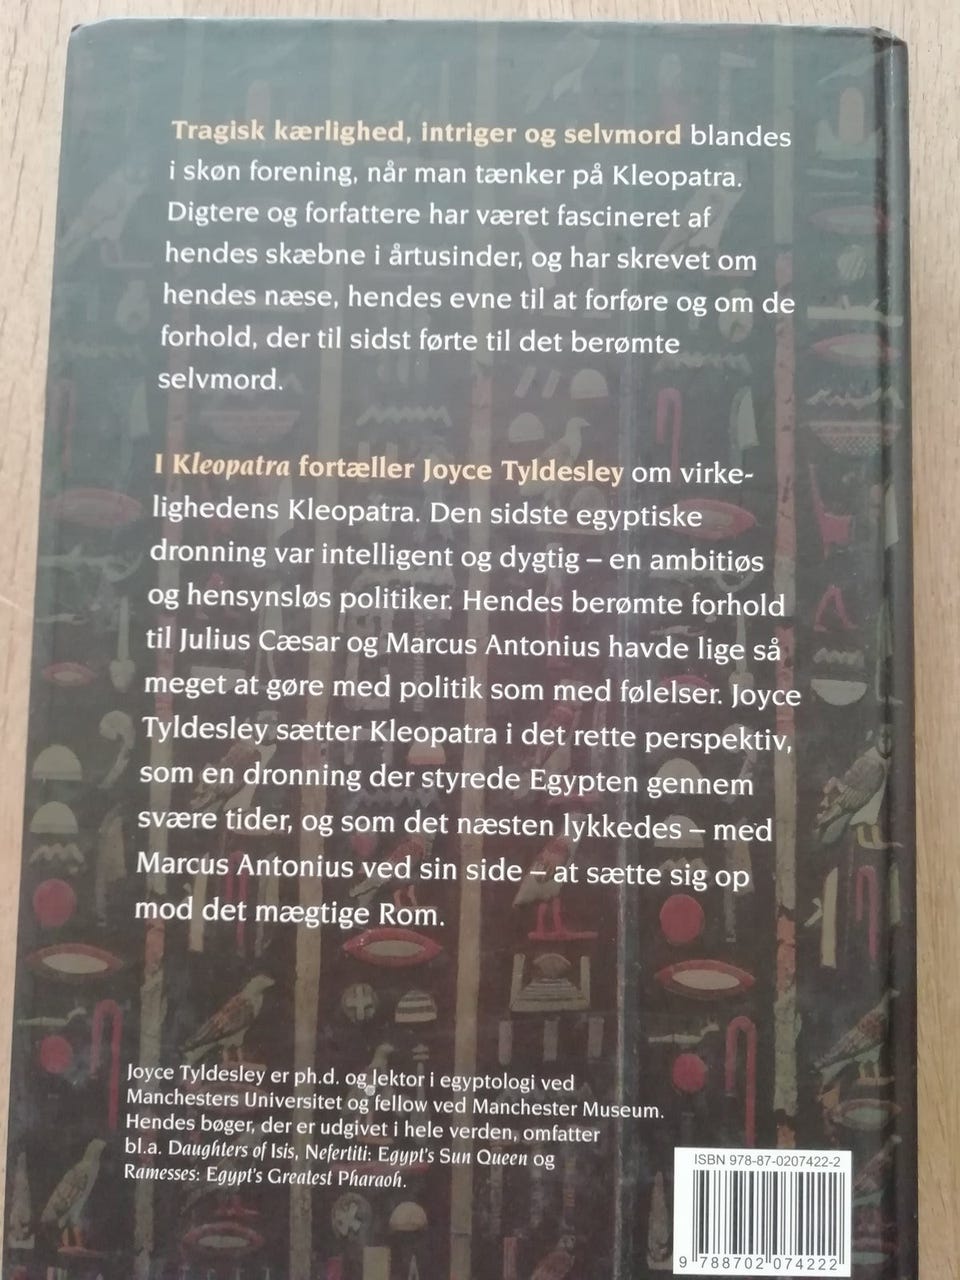 Tragisk kærlighed, intriger og selvmord blandes
i skøn forening, når man tænker på Kleopatra.
Digtere og forfattere har været fascineret af
hendes skæbne i årtusinder, og har skrevet om
hendes næse, hendes evne til at forføre og om de
forhold, der til sidst førte til det berømte
selvmord.
I Kleopatra fortæller Joyce Tyldesley om virke-
lighedens Kleopatra. Den sidste egyptiske
dronning var intelligent og dygtig – en ambitiøs
og hensynsløs politiker. Hendes berømte forhold
til Julius Cæsar og Marcus Antonius havde lige så
meget at gøre med politik som med følelser. Joyce
Tyldesley sætter Kleopatra i det rette perspektiv,
som en dronning der styrede Egypten gennem
svære tider, og som det næsten lykkedes – med
Marcus Antonius ved sin side – at sætte sig op
mod det mægtige Rom.
Joyce Tyldesley er ph.d. og lektor i egyptologi ved
Manchesters Universitet og fellow ved Manchester Museum.
Hendes bøger, der er udgivet i hele verden, omfatter
bl.a. Daughters of Isis, Nefertiti: Egypt's Sun Queen og
Ramesses: Egypt's Greatest Pharaoh.
ISBN 978-87-0207422-2
9 788702 074222